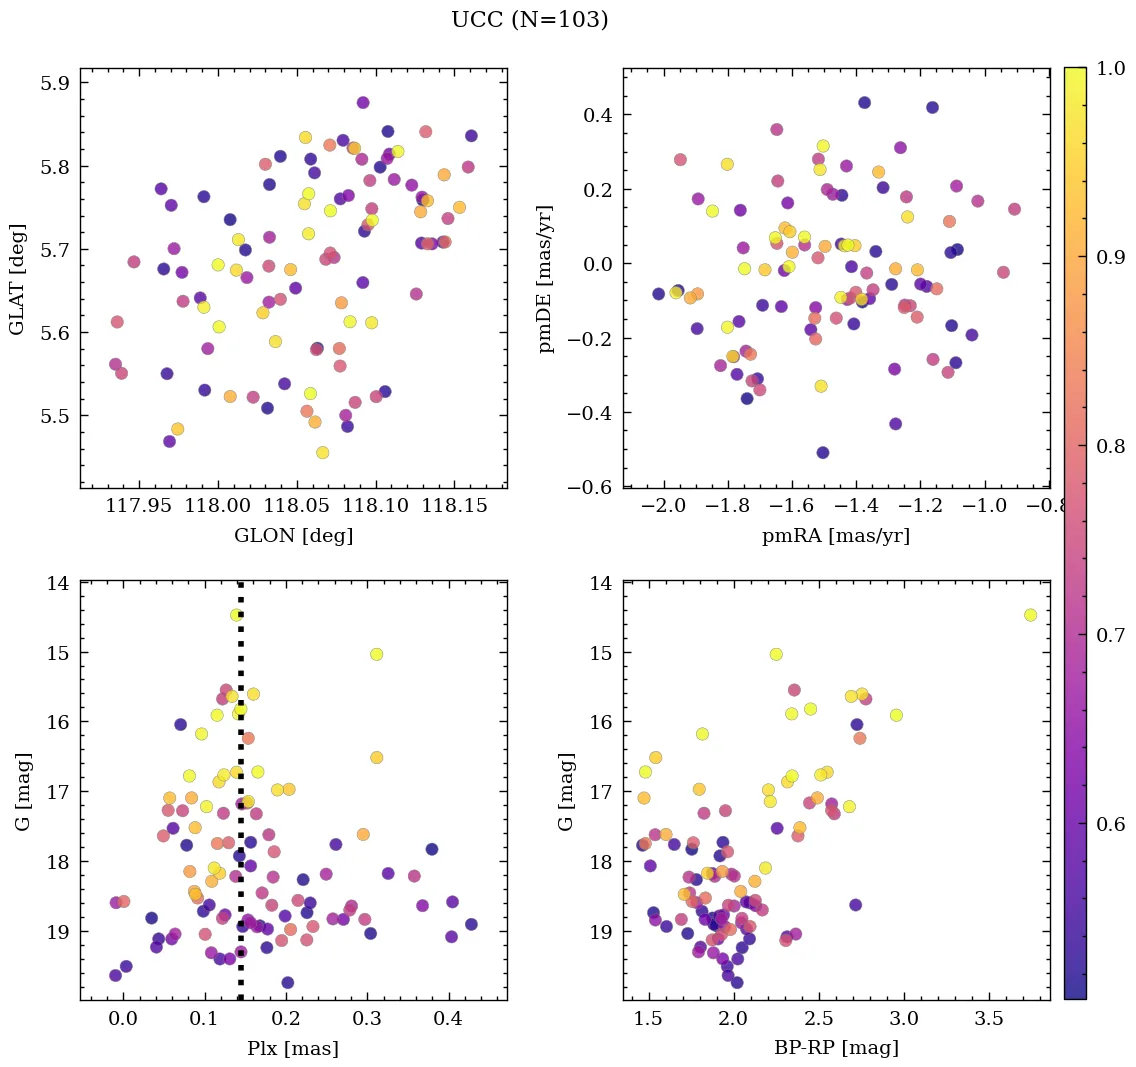 UCC (N=103)
5.9
5.8
5.7
5.6
5.5
GLAT [deg]
117.95 118.00 118.05 118.10 118.15
GLON [deg]
0.4
0.2
0.0
−0.2
−0.4
−0.6
pmDE [mas/yr]
−2.0 −1.8 −1.6 −1.4 −1.2 −1.0 −0.8
pmRA [mas/yr]
14
15
16
17
18
19
G [mag]
0.0 0.1 0.2 0.3 0.4
Plx [mas]
14
15
16
17
18
19
G [mag]
1.5 2.0 2.5 3.0 3.5
BP-RP [mag]
1.0
0.9
0.8
0.7
0.6